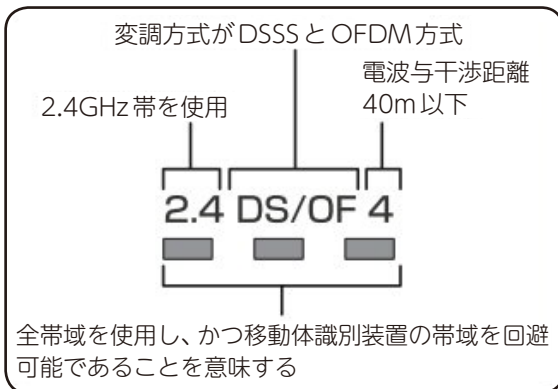 変調方式がDSSSとOFDM方式
電波与干渉距離
40m以下
2.4GHz帯を使用
2.4 DS/OF 4
全帯域を使用し、かつ移動体識別装置の帯域を回避
可能であることを意味する